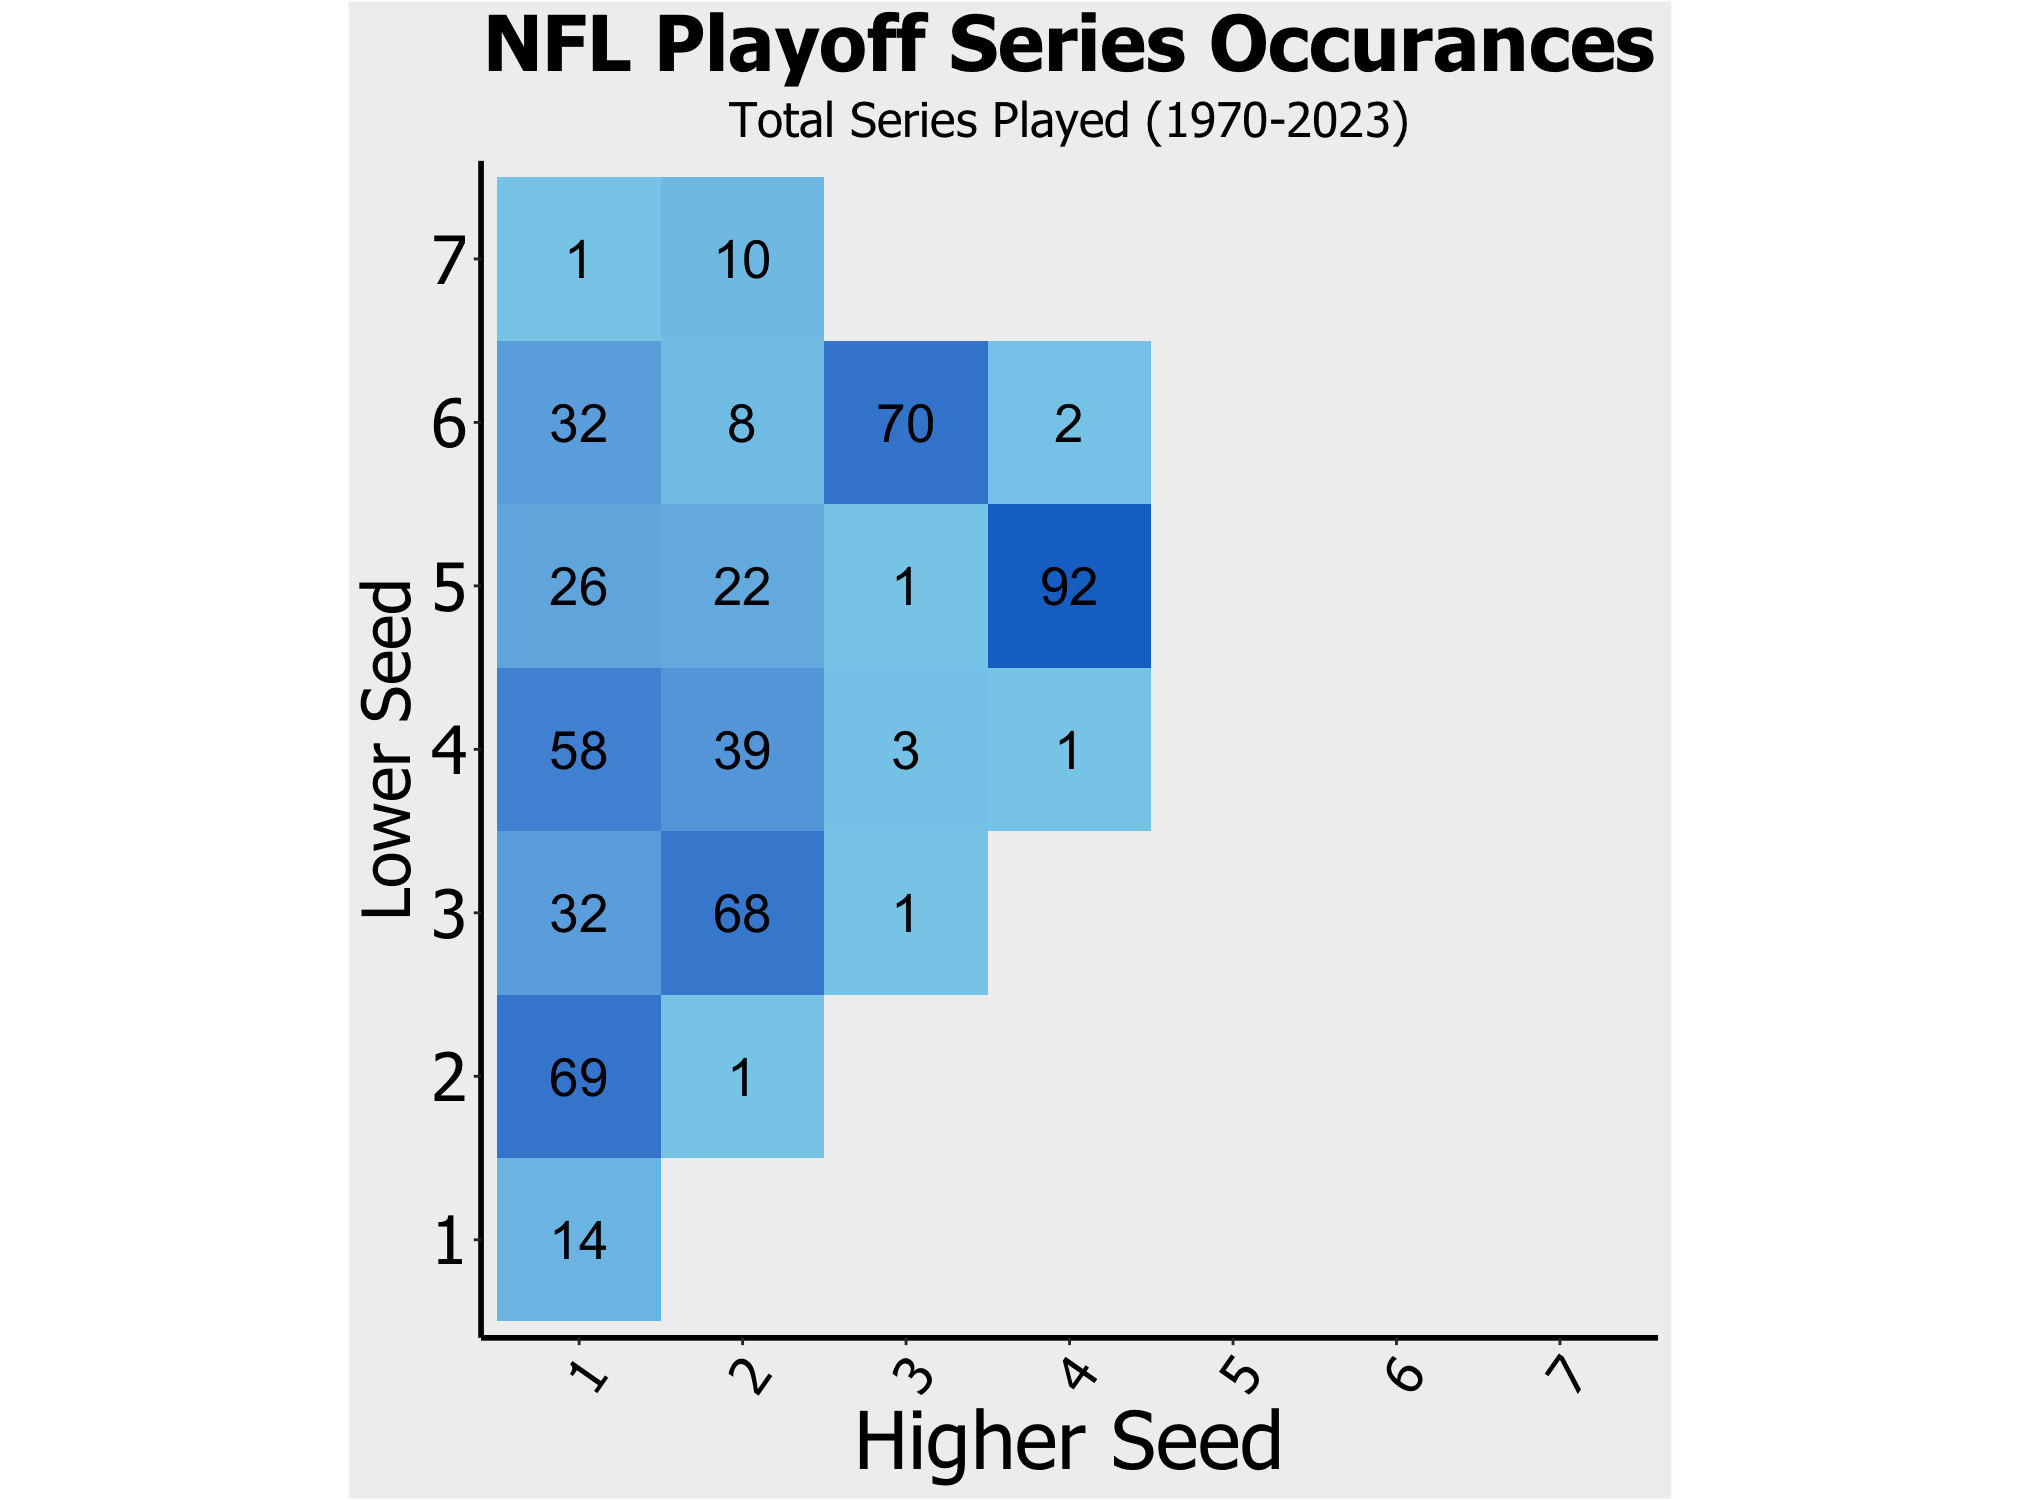 NFL Playoff Series Occurances
Total Series Played (1970-2023)
7 1 10
6 32 8 70 2
5 26 22 1 92
4 58 39 3 1
3 32 68 1
2 69 1
1 14
Lower Seed
1 2 3 4 5 6 7
Higher Seed